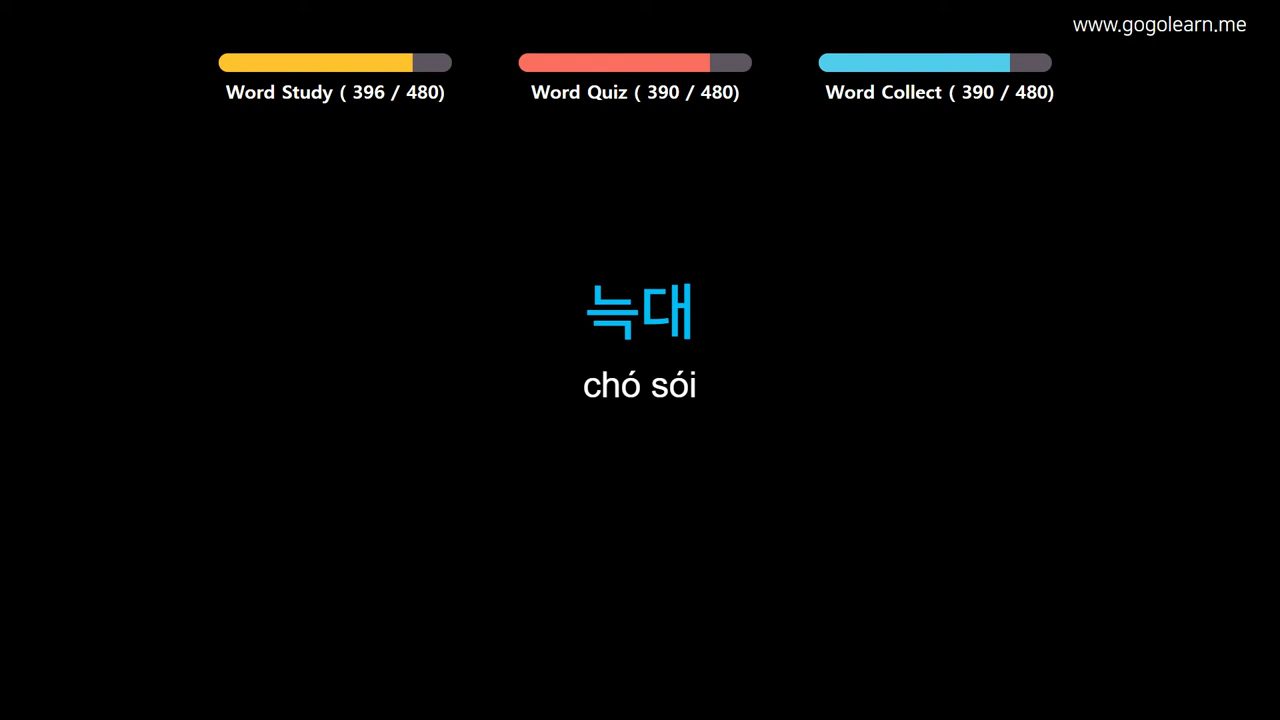 www.gogolearn.me
Word Study ( 396 / 480)
Word Quiz ( 390 / 480)
Word Collect ( 390 / 480)
늑대
chó sói